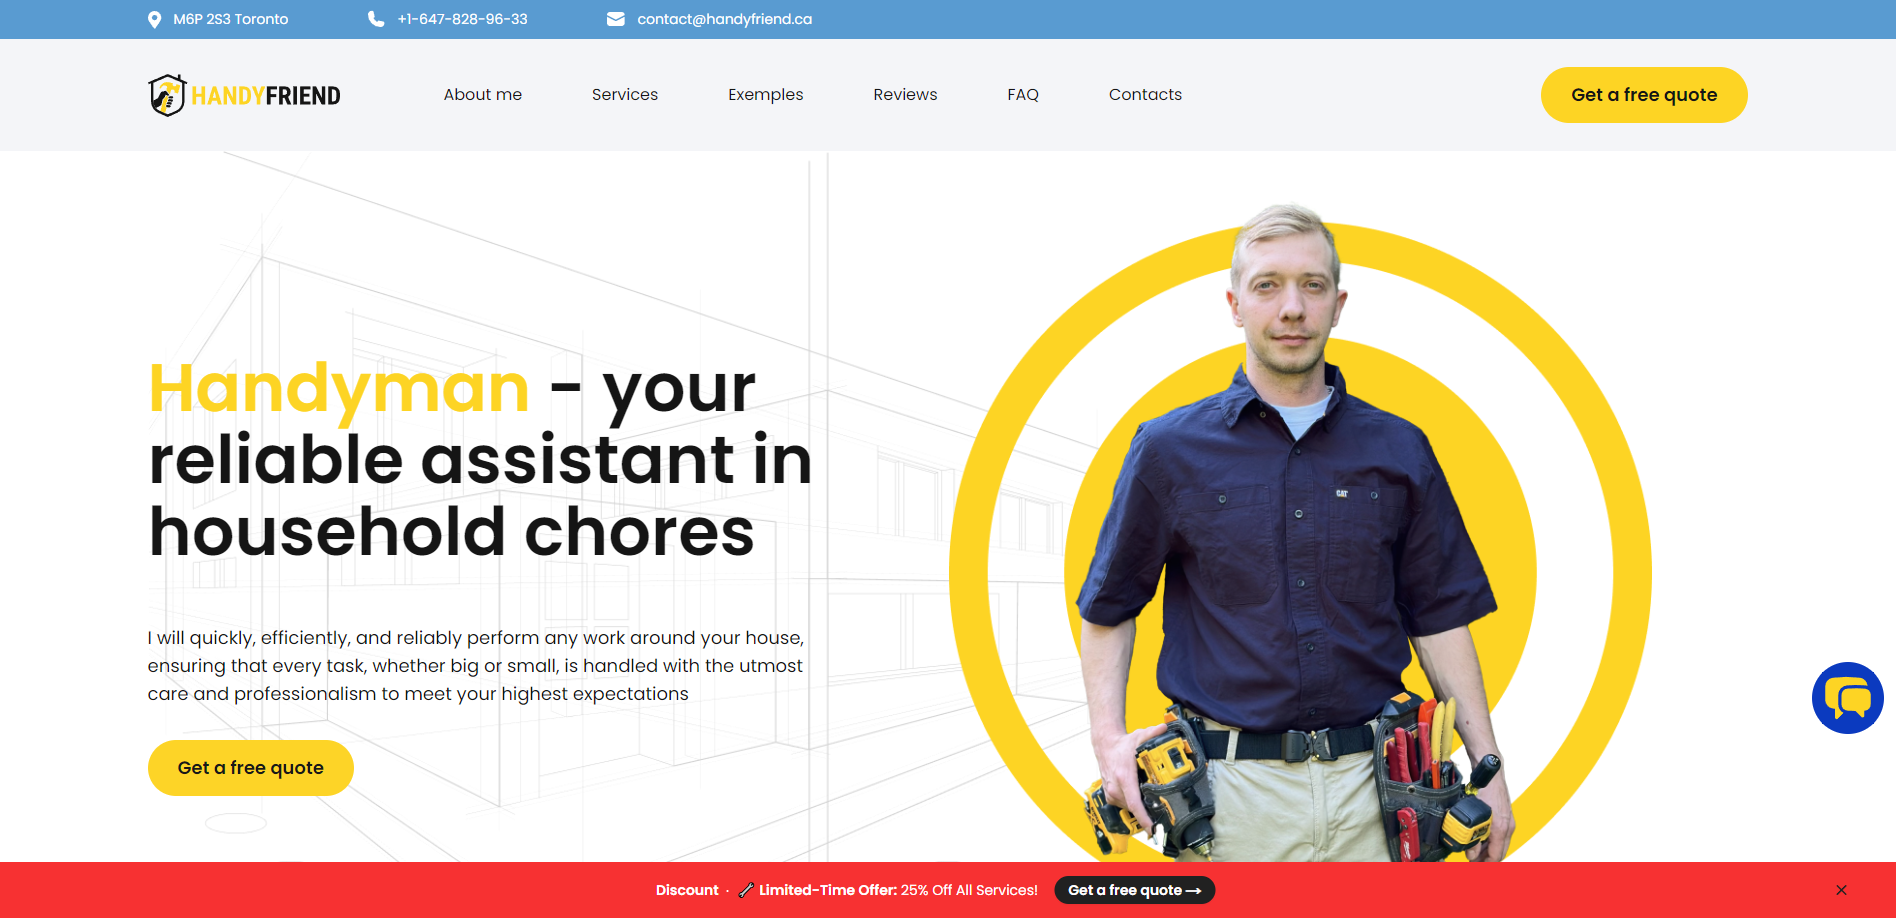 M6P 2S3 Toronto
+1-647-828-96-33
contact@handyfriend.ca
HANDYFRIEND
About me
Services
Exemples
Reviews
FAQ
Contacts
Get a free quote
Handyman - your
reliable assistant in
household chores
I will quickly, efficiently, and reliably perform any work around your house,
ensuring that every task, whether big or small, is handled with the utmost
care and professionalism to meet your highest expectations
Get a free quote
CAT
Discount · Limited-Time Offer: 25% Off All Services!
Get a free quote →